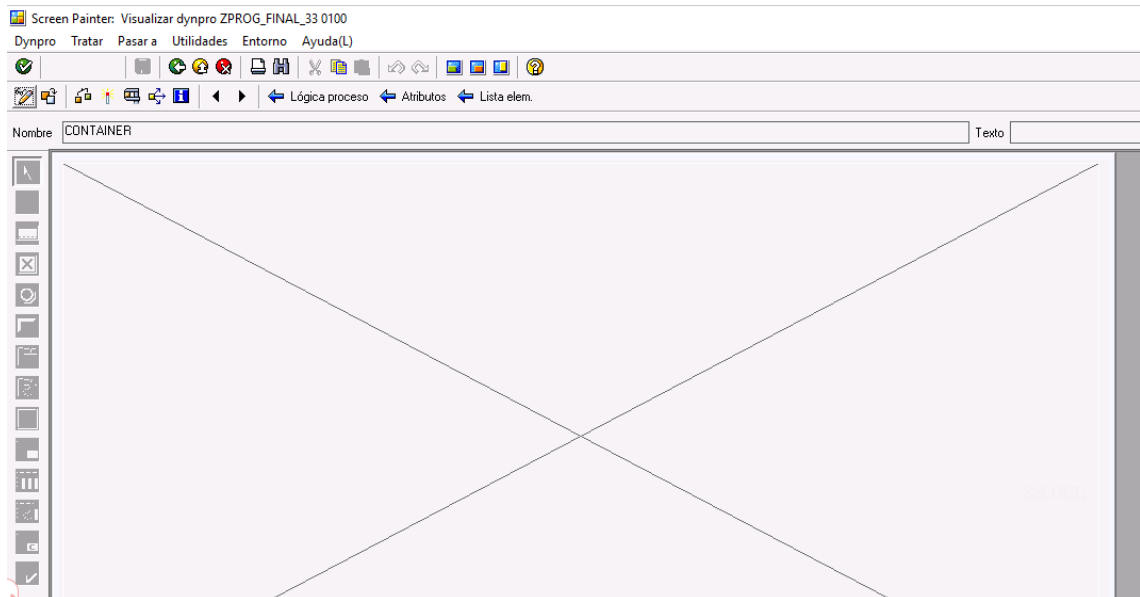 Screen Painter: Visualizar dynpro ZPROG_FINAL_33 0100
Dynpro Tratar Pasar a Utilidades Entorno Ayuda(L)
Lógica proceso Atributos Lista elem.
Nombre CONTAINER Texto